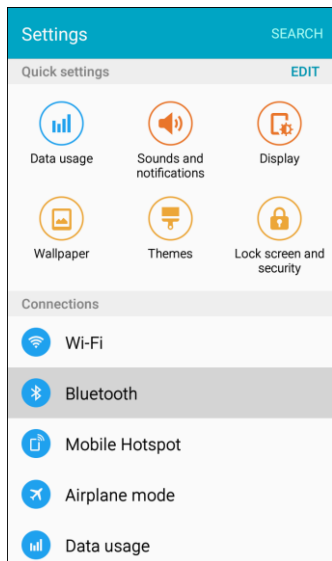 Settings SEARCH
Quick settings EDIT
Data usage Sounds and notifications Display
Wallpaper Themes Lock screen and security
Connections
Wi-Fi
Bluetooth
Mobile Hotspot
Airplane mode
Data usage